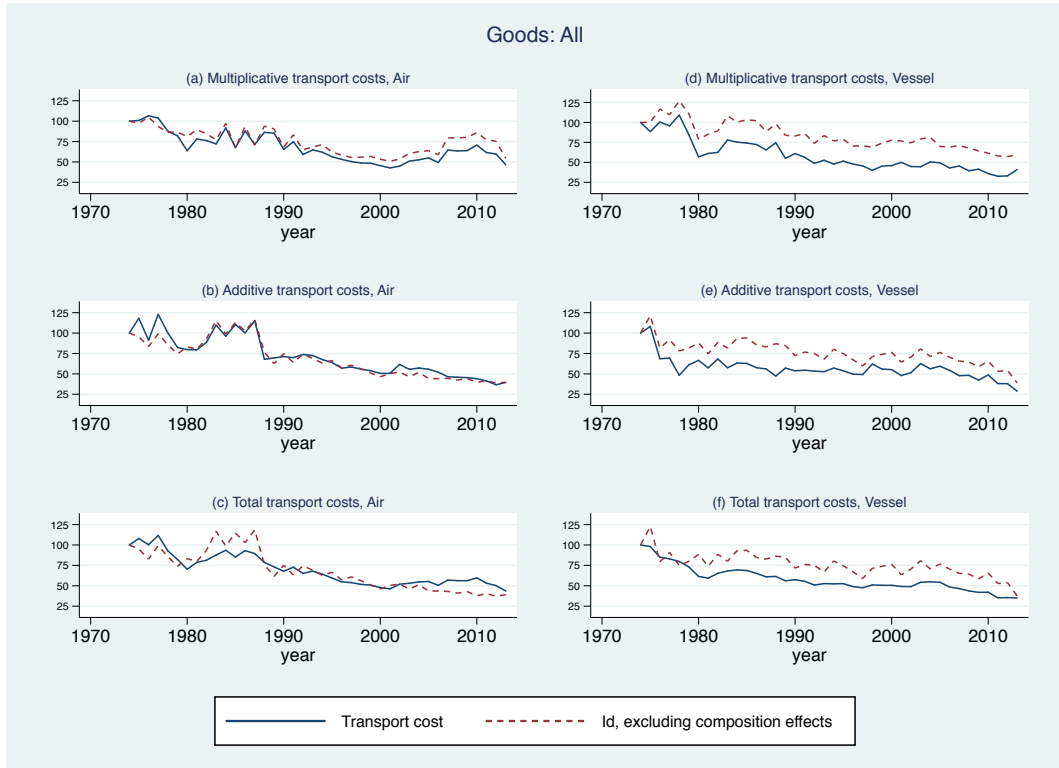 Goods: All
(a) Multiplicative transport costs, Air
125
100
75
50
25
1970 1980 1990 2000 2010
year
(d) Multiplicative transport costs, Vessel
125
100
75
50
25
1970 1980 1990 2000 2010
year
(b) Additive transport costs, Air
125
100
75
50
25
1970 1980 1990 2000 2010
year
(e) Additive transport costs, Vessel
125
100
75
50
25
1970 1980 1990 2000 2010
year
(c) Total transport costs, Air
125
100
75
50
25
1970 1980 1990 2000 2010
year
(f) Total transport costs, Vessel
125
100
75
50
25
1970 1980 1990 2000 2010
year
Transport cost Id, excluding composition effects